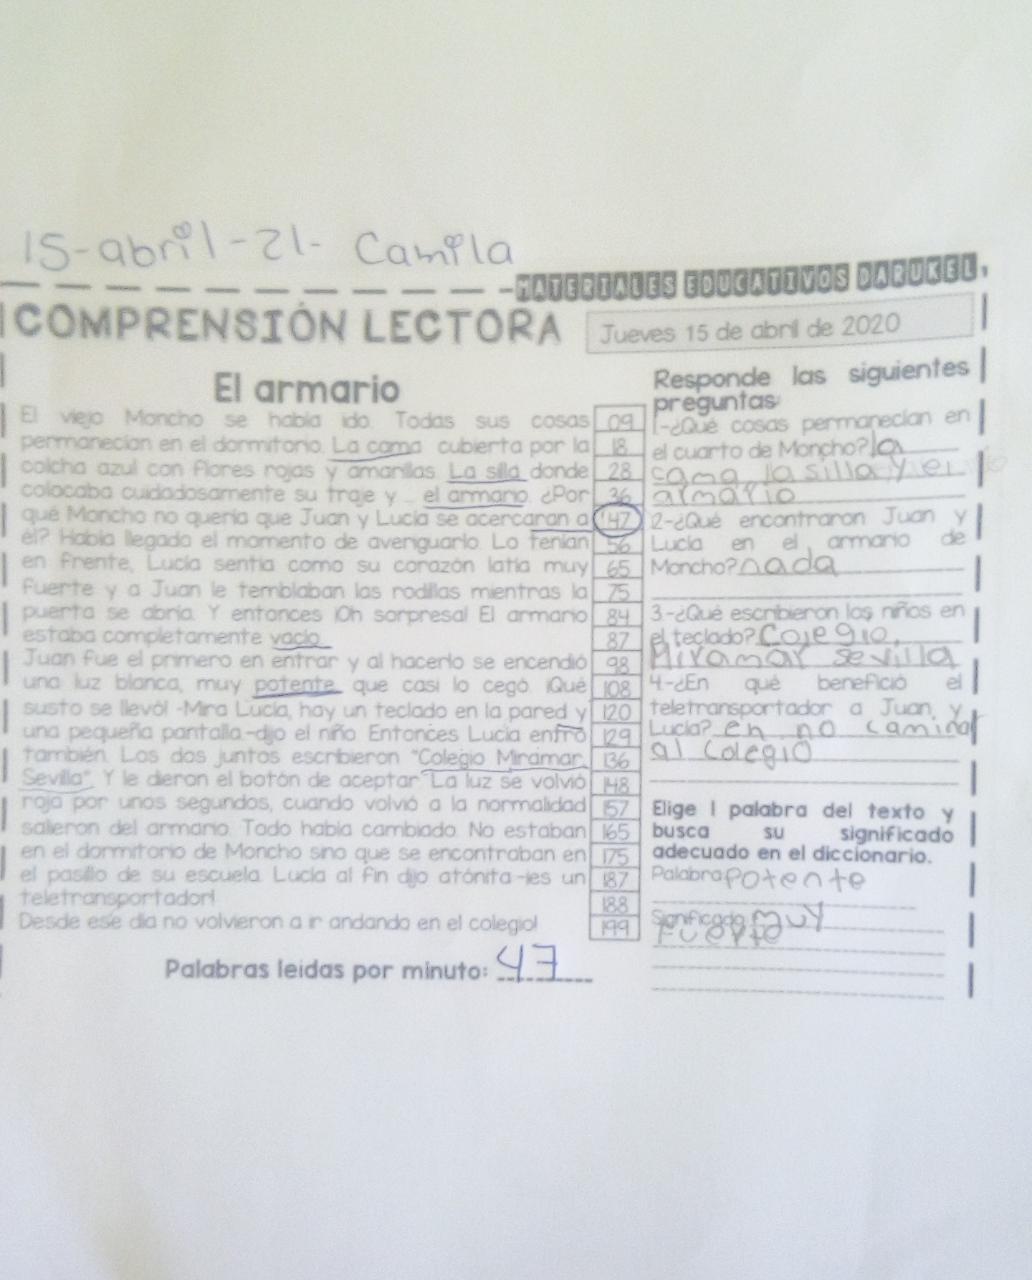 15-abril-21- Camila
MATERIALES EDUCATIVOS DARUKEL
COMPRENSIÓN LECTORA
Jueves 15 de abril de 2020
El armario
El viejo Moncho se había ido. Todas sus cosas 09
permanecían en el dormitorio. La cama cubierta por la 18
colcha azul con flores rojas y amarillas. La silla donde 28
colocaba cuidadosamente su traje y... el armario. ¿Por 36
qué Moncho no quería que Juan y Lucía se acercaran a 47
él? Había llegado el momento de averiguarlo. Lo tenían 56
en frente, Lucía sentía como su corazón latía muy 65
fuerte y a Juan le temblaban las rodillas mientras la 75
puerta se abría. Y entonces ¡Oh sorpresa! El armario 84
estaba completamente vacío. 87
Juan fue el primero en entrar y al hacerlo se encendió 98
una luz blanca, muy potente que casi lo cegó. ¡Qué 108
susto se llevó! -Mira Lucía, hay un teclado en la pared y 120
una pequeña pantalla-dijo el niño. Entonces Lucía entró 129
también. Los dos juntos escribieron "Colegio Miramar, 136
Sevilla". Y le dieron el botón de aceptar. La luz se volvió 148
roja por unos segundos, cuando volvió a la normalidad 157
salieron del armario. Todo había cambiado. No estaban 165
en el dormitorio de Moncho sino que se encontraban en 175
el pasillo de su escuela. Lucía al fin dijo atónita-¡es un 187
teletransportador! 188
Desde ese día no volvieron a ir andando en el colegio! 199
Palabras leidas por minuto: 47
Responde las siguientes
preguntas:
1-¿Qué cosas permanecían en
el cuarto de Moncho? la
cama la silla y el
almario
2-¿Qué encontraron Juan y
Lucía en el armario de
Moncho? nada
3-¿Qué escribieron los niños en
el teclado? Colegio,
Miramar sevilla
4-¿En qué benefició el
teletransportador a Juan y
Lucía? en no caminar
al colegio
Elige 1 palabra del texto y
busca su significado
adecuado en el diccionario.
Palabra: potente
Significado: muy
fuerte